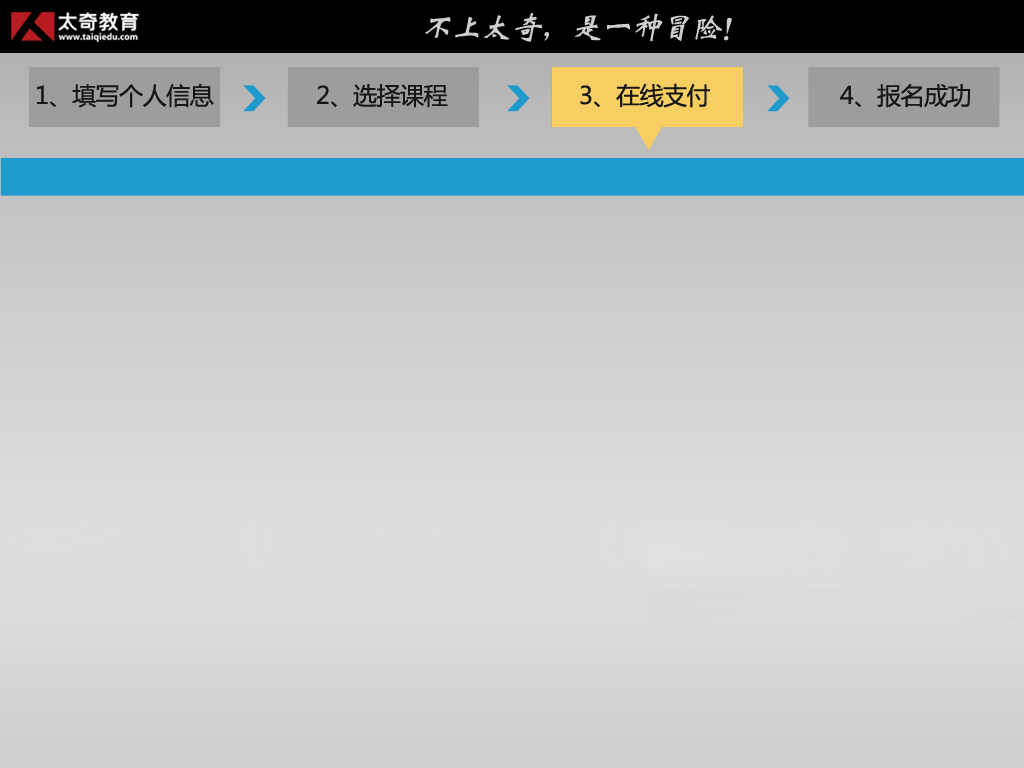 太奇教育
www.taiqiedu.com
不上太奇，是一种冒险!
1、填写个人信息
2、选择课程
3、在线支付
4、报名成功